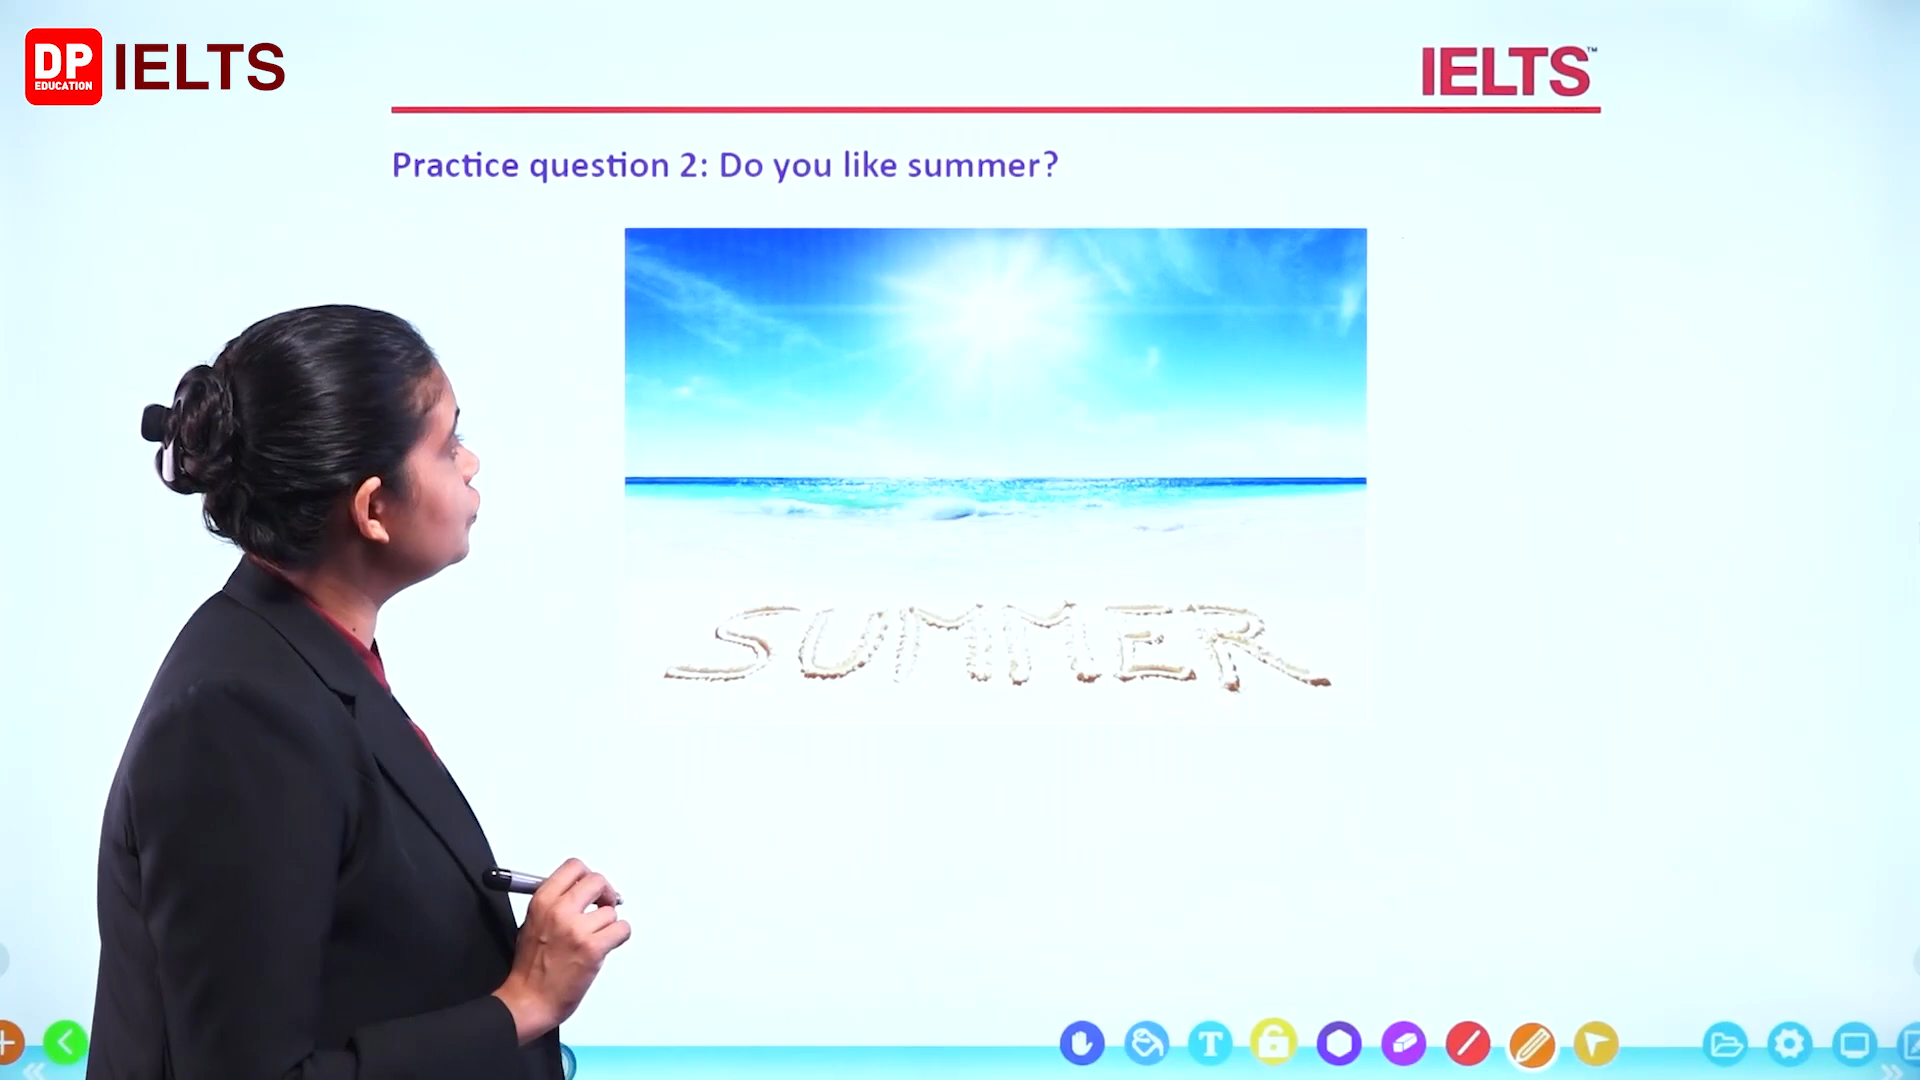 DP
EDUCATION
IELTS
IELTS™
Practice question 2: Do you like summer?
SUMMER
T